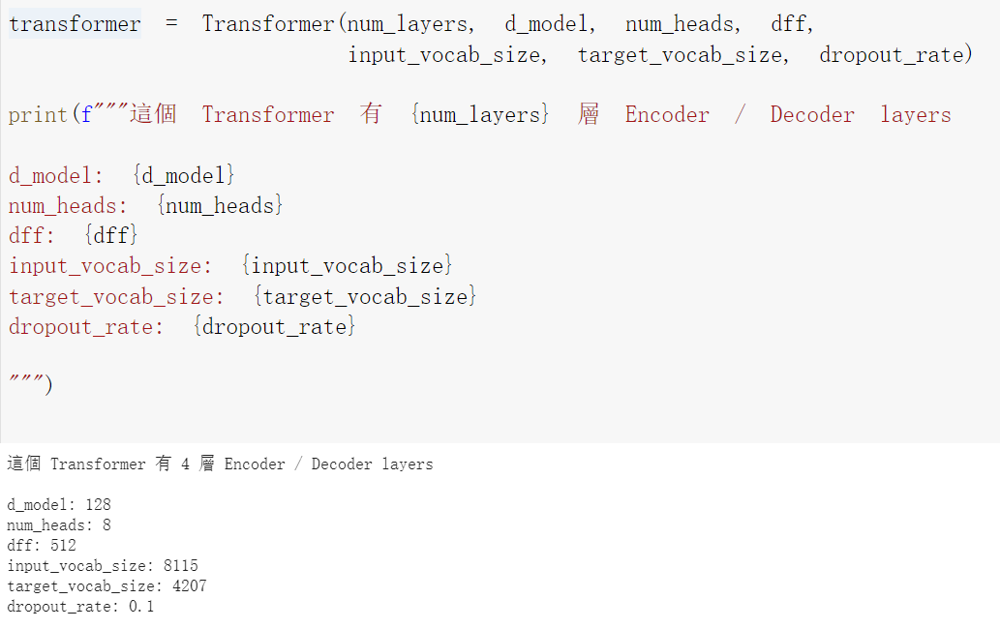 transformer = Transformer(num_layers, d_model, num_heads, dff,
input_vocab_size, target_vocab_size, dropout_rate)
print(f"""這個 Transformer 有 {num_layers} 層 Encoder / Decoder layers
d_model: {d_model}
num_heads: {num_heads}
dff: {dff}
input_vocab_size: {input_vocab_size}
target_vocab_size: {target_vocab_size}
dropout_rate: {dropout_rate}
""")
這個 Transformer 有 4 層 Encoder / Decoder layers
d_model: 128
num_heads: 8
dff: 512
input_vocab_size: 8115
target_vocab_size: 4207
dropout_rate: 0.1